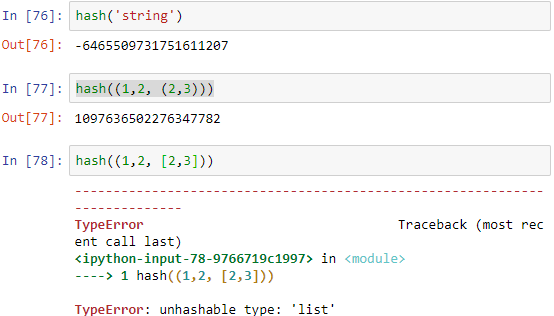 In [76]: hash('string')
Out[76]: -6465509731751611207
In [77]: hash((1,2, (2,3)))
Out[77]: 1097636502276347782
In [78]: hash((1,2, [2,3]))
---------------------------------------------------------------------------
TypeError                                 Traceback (most rec
ent call last)
<ipython-input-78-9766719c1997> in <module>
----> 1 hash((1,2, [2,3]))
TypeError: unhashable type: 'list'